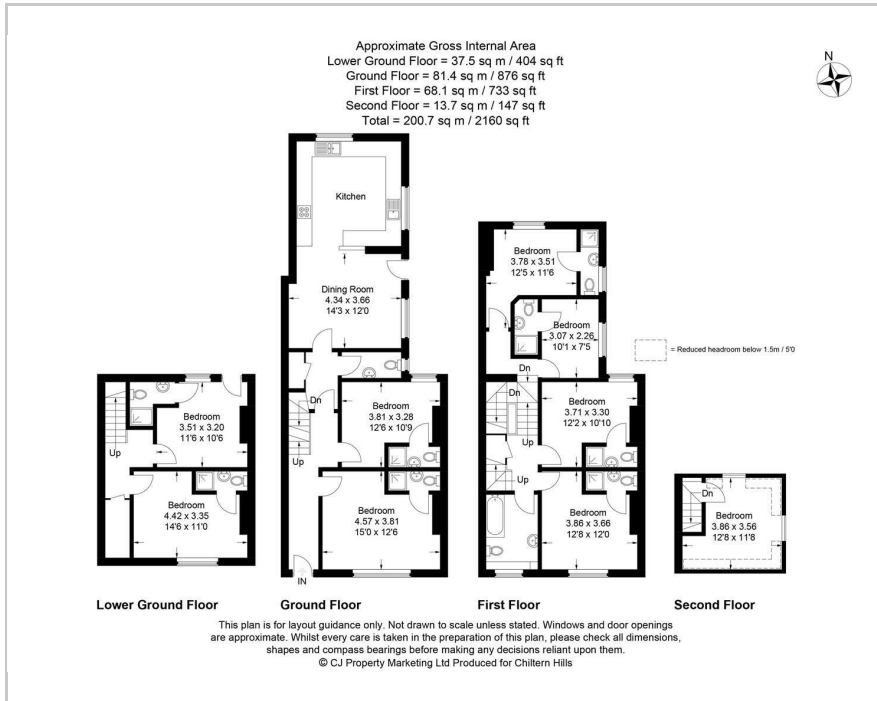 Approximate Gross Internal Area
Lower Ground Floor = 37.5 sq m / 404 sq ft
Ground Floor = 81.4 sq m / 876 sq ft
First Floor = 68.1 sq m / 733 sq ft
Second Floor = 13.7 sq m / 147 sq ft
Total = 200.7 sq m / 2160 sq ft
N
Kitchen
Dining Room
4.34 x 3.66
14'3 x 12'0
Dn
Bedroom
3.81 x 3.28
12'6 x 10'9
Up
Bedroom
4.57 x 3.81
15'0 x 12'6
IN
Bedroom
3.51 x 3.20
11'6 x 10'6
Up
Bedroom
4.42 x 3.35
14'6 x 11'0
Bedroom
3.78 x 3.51
12'5 x 11'6
Bedroom
3.07 x 2.26
10'1 x 7'5
Dn
Dn
Bedroom
3.71 x 3.30
12'2 x 10'10
Up
Up
Bedroom
3.86 x 3.66
12'8 x 12'0
= Reduced headroom below 1.5m / 5'0
Dn
Bedroom
3.86 x 3.56
12'8 x 11'8
Lower Ground Floor
Ground Floor
First Floor
Second Floor
This plan is for layout guidance only. Not drawn to scale unless stated. Windows and door openings
are approximate. Whilst every care is taken in the preparation of this plan, please check all dimensions,
shapes and compass bearings before making any decisions reliant upon them.
© CJ Property Marketing Ltd Produced for Chiltern Hills